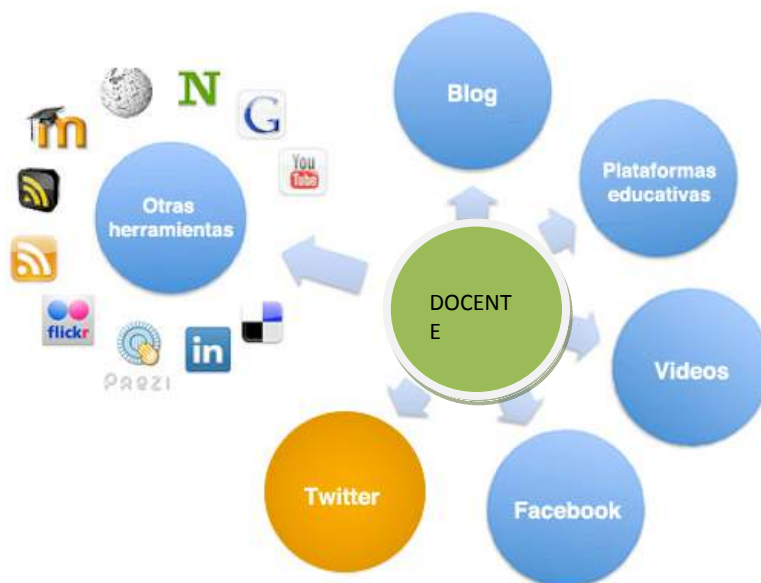 Blog
Plataformas
educativas
Videos
Facebook
Twitter
DOCENT
E
Otras
herramientas
m
N
G
You
Tube
flickr
PREZI
in